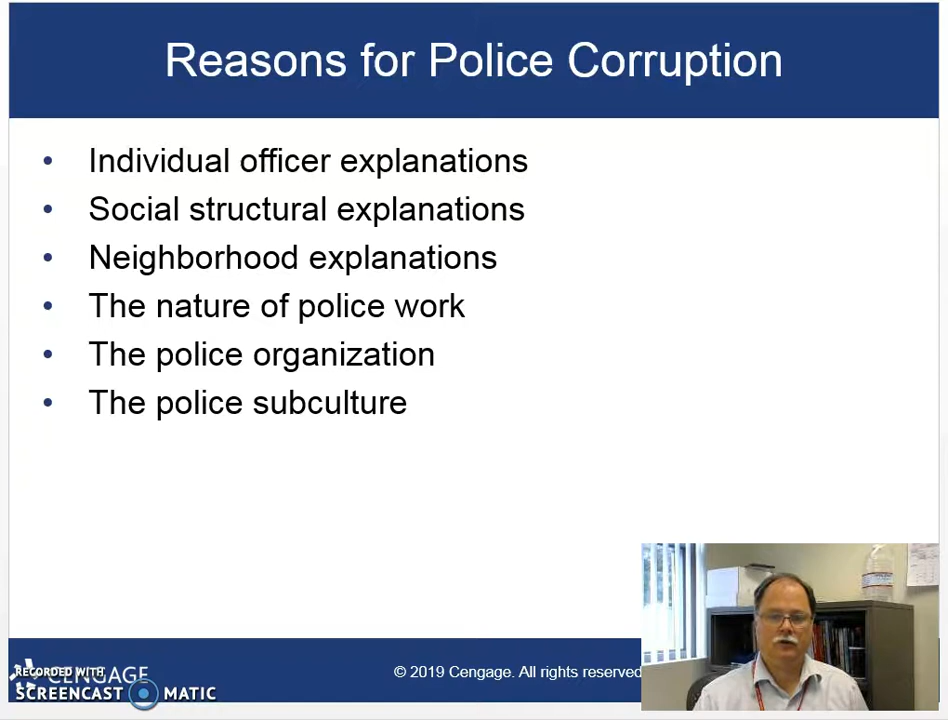 Reasons for Police Corruption
• Individual officer explanations
• Social structural explanations
• Neighborhood explanations
• The nature of police work
• The police organization
• The police subculture
RECORDED WITH
CENGAGE
SCREENCAST MATIC
© 2019 Cengage. All rights reserved